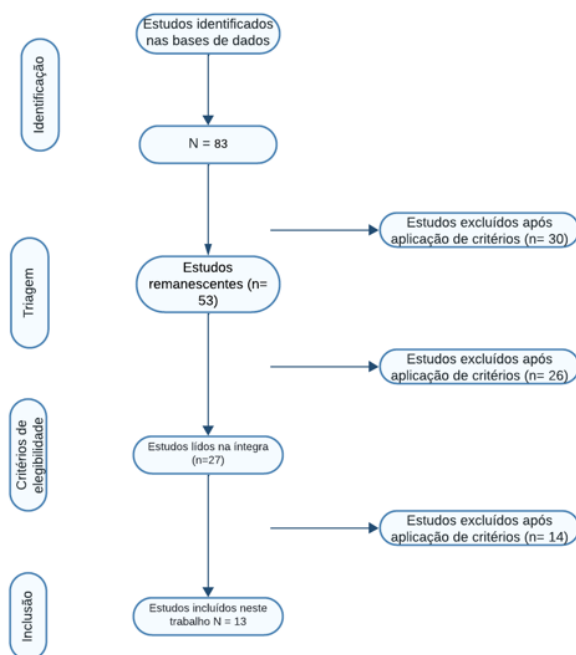 Estudos identificados
nas bases de dados
Identificação
N = 83
Estudos excluídos após
aplicação de critérios (n= 30)
Triagem
Estudos
remanescentes (n=
53)
Estudos excluídos após
aplicação de critérios (n= 26)
Critérios de
elegibilidade
Estudos lídos na íntegra
(n=27)
Estudos excluídos após
aplicação de critérios (n= 14)
Inclusão
Estudos incluídos neste
trabalho N = 13